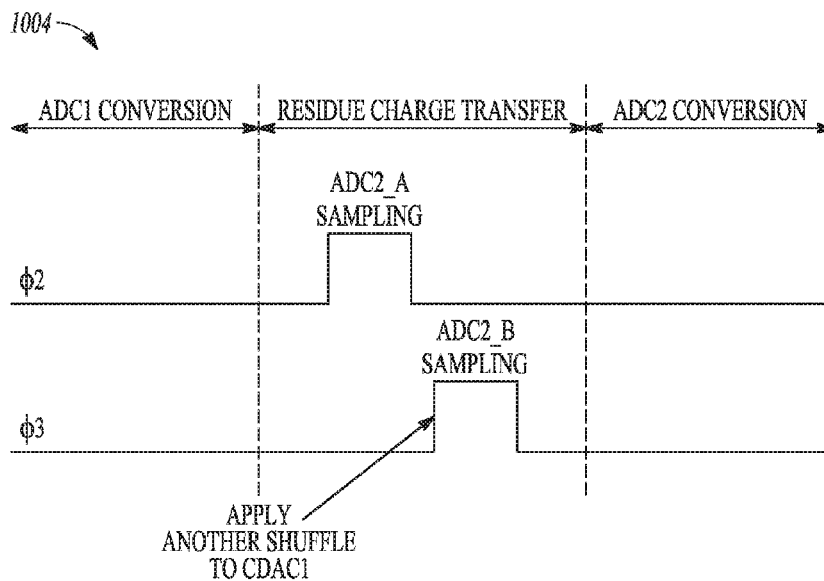 1004
ADC1 CONVERSION
RESIDUE CHARGE TRANSFER
ADC2 CONVERSION
ADC2_A
SAMPLING
ϕ2
ADC2_B
SAMPLING
ϕ3
APPLY
ANOTHER SHUFFLE
TO CDAC1